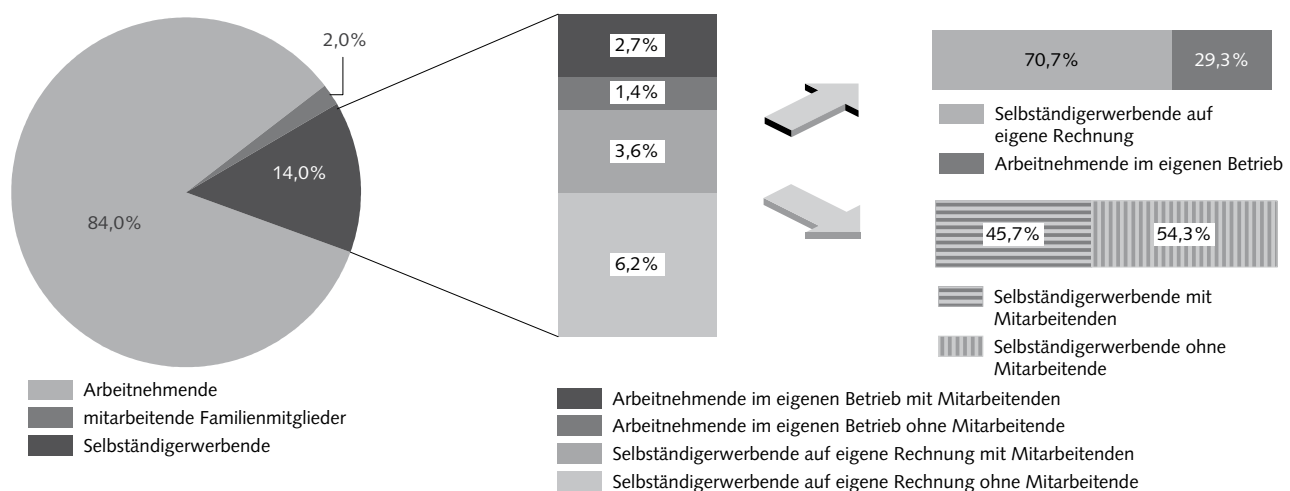 2,0%
14,0%
84,0%
Arbeitnehmende
mitarbeitende Familienmitglieder
Selbständigerwerbende
2,7%
1,4%
3,6%
6,2%
Arbeitnehmende im eigenen Betrieb mit Mitarbeitenden
Arbeitnehmende im eigenen Betrieb ohne Mitarbeitende
Selbständigerwerbende auf eigene Rechnung mit Mitarbeitenden
Selbständigerwerbende auf eigene Rechnung ohne Mitarbeitende
70,7% 29,3%
Selbständigerwerbende auf
eigene Rechnung
Arbeitnehmende im eigenen Betrieb
45,7% 54,3%
Selbständigerwerbende mit
Mitarbeitenden
Selbständigerwerbende ohne
Mitarbeitende